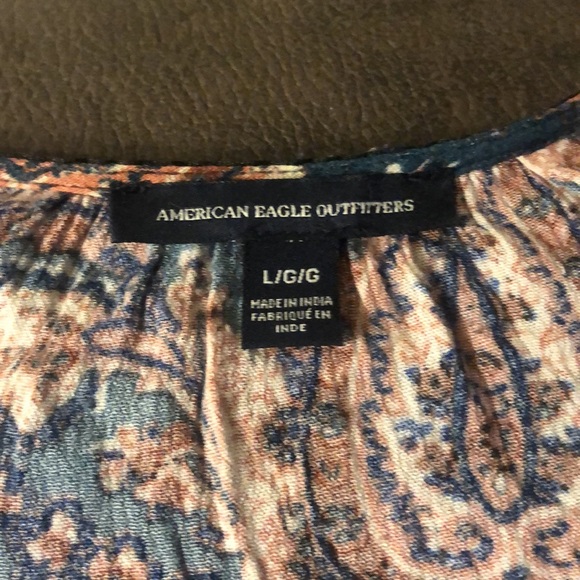 AMERICAN EAGLE OUTFITTERS
L/G/G
MADE IN INDIA
FABRIQUÉ EN
INDE